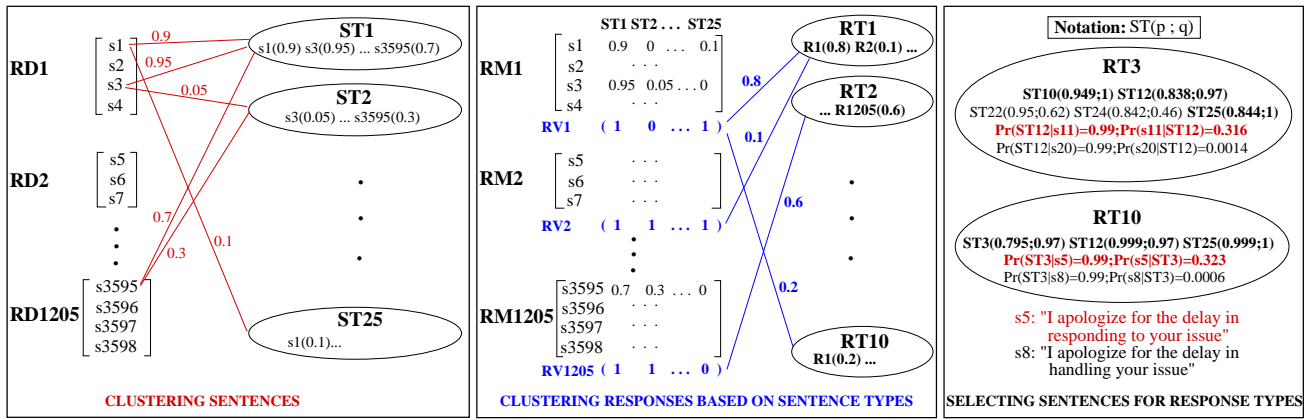 RD1
s1
s2
s3
s4
0.9
0.95
0.05
ST1
s1(0.9) s3(0.95) ... s3595(0.7)
ST2
s3(0.05) ... s3595(0.3)
RD2
s5
s6
s7
0.7
0.3
0.1
RD1205
s3595
s3596
s3597
s3598
ST25
s1(0.1)...
CLUSTERING SENTENCES
ST1 ST2 . . . ST25
RM1
s1 0.9 0 . . . 0.1
s2 . . .
s3 0.95 0.05 . . . 0
s4 . . .
RV1 ( 1 0 . . . 1 )
RM2
s5 . . .
s6 . . .
s7 . . .
RV2 ( 1 1 . . . 1 )
RM1205
s3595 0.7 0.3 . . . 0
s3596 . . .
s3597 . . .
s3598 . . .
RV1205 ( 1 1 . . . 0 )
0.8
0.1
0.6
0.2
RT1
R1(0.8) R2(0.1) ...
RT2
... R1205(0.6)
RT10
R1(0.2) ...
CLUSTERING RESPONSES BASED ON SENTENCE TYPES
Notation: ST(p ; q)
RT3
ST10(0.949;1) ST12(0.838;0.97)
ST22(0.95;0.62) ST24(0.842;0.46) ST25(0.844;1)
Pr(ST12|s11)=0.99;Pr(s11|ST12)=0.316
Pr(ST12|s20)=0.99;Pr(s20|ST12)=0.0014
RT10
ST3(0.795;0.97) ST12(0.999;0.97) ST25(0.999;1)
Pr(ST3|s5)=0.99;Pr(s5|ST3)=0.323
Pr(ST3|s8)=0.99;Pr(s8|ST3)=0.0006
s5: "I apologize for the delay in
responding to your issue"
s8: "I apologize for the delay in
handling your issue"
SELECTING SENTENCES FOR RESPONSE TYPES